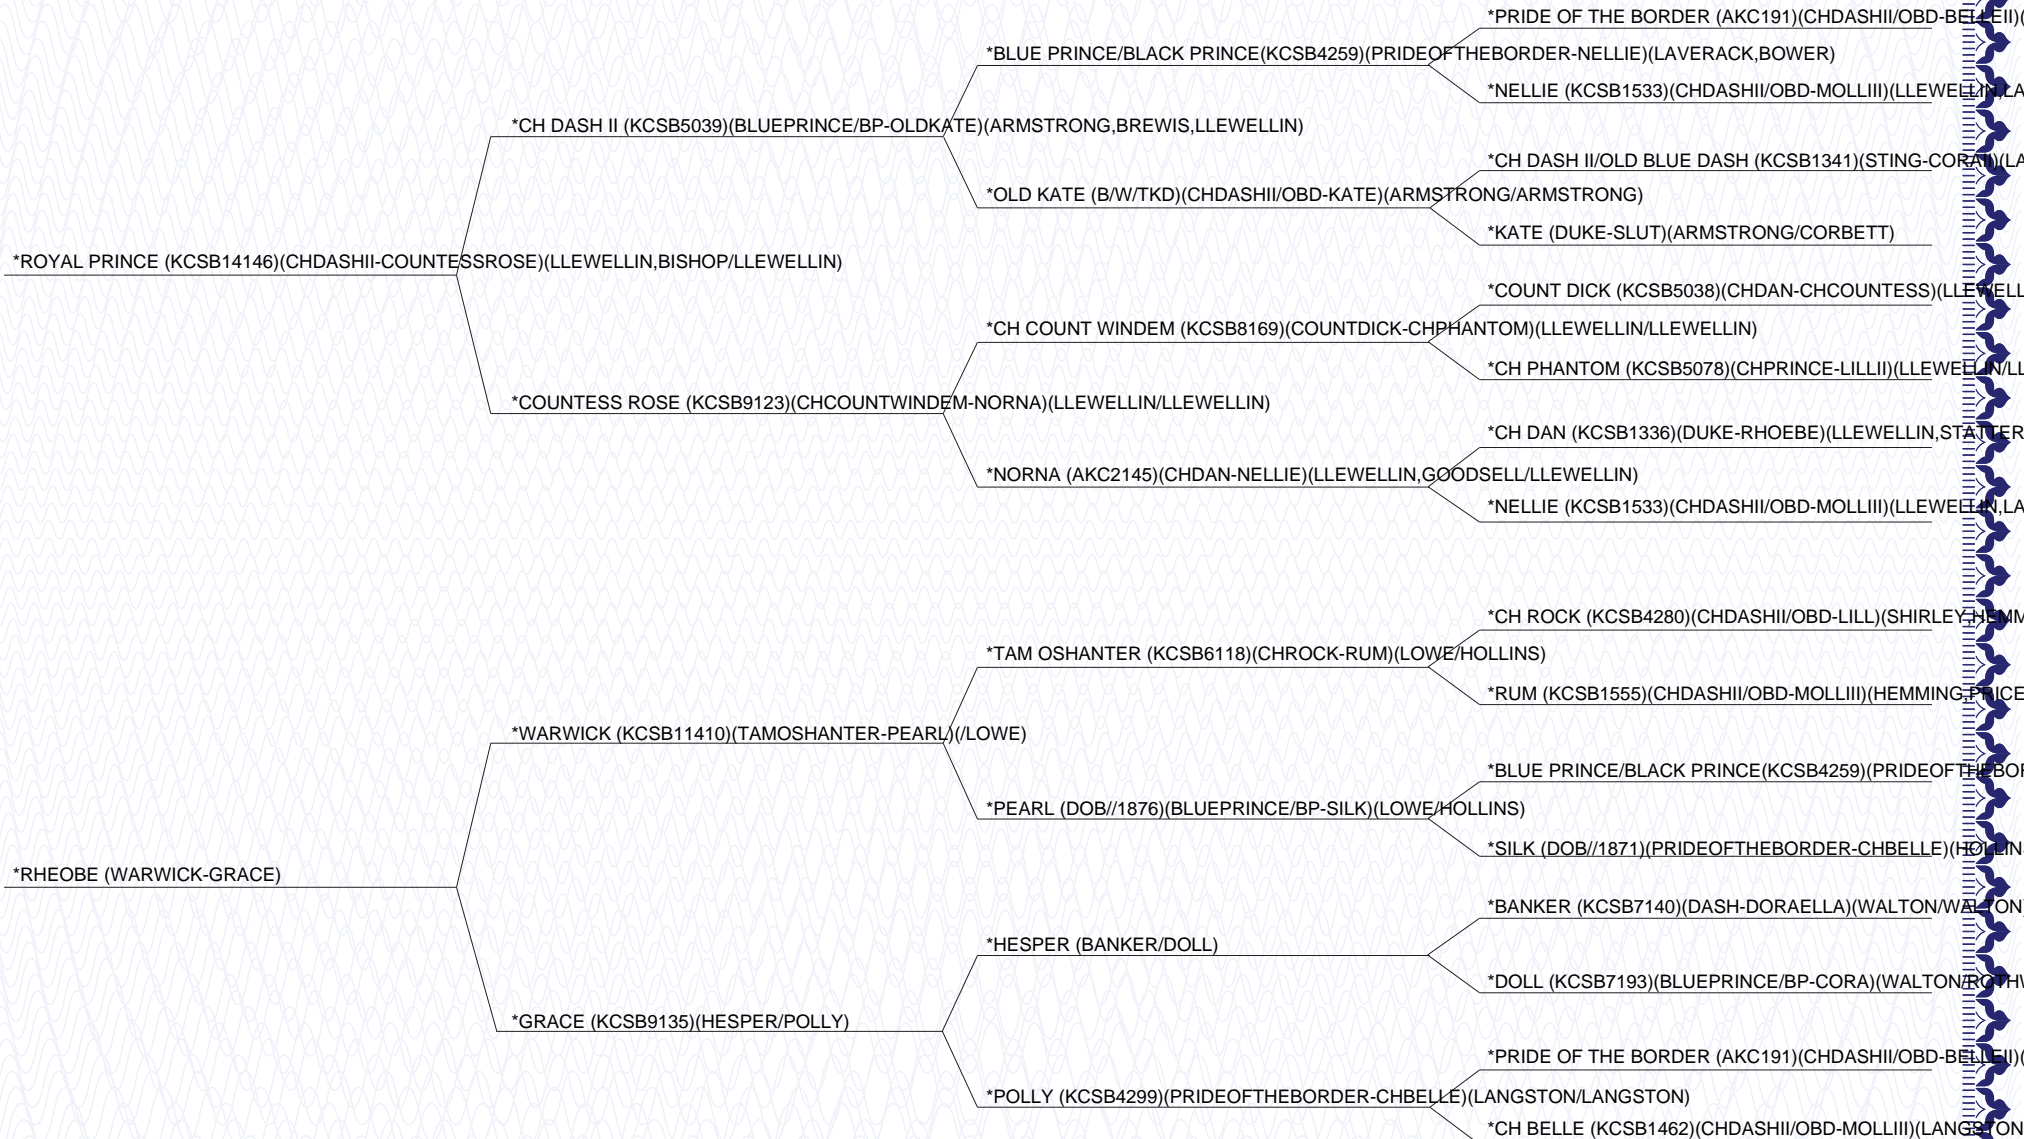 *PRIDE OF THE BORDER (AKC191)(CHDASHII/OBD-BELLEII)(
*BLUE PRINCE/BLACK PRINCE(KCSB4259)(PRIDEOFTHEBORDER-NELLIE)(LAVERACK,BOWER)
*NELLIE (KCSB1533)(CHDASHII/OBD-MOLLIII)(LLEWELLIN,LA
*CH DASH II (KCSB5039)(BLUEPRINCE/BP-OLDKATE)(ARMSTRONG,BREWIS,LLEWELLIN)
*CH DASH II/OLD BLUE DASH (KCSB1341)(STING-CORAII)(LA
*OLD KATE (B/W/TKD)(CHDASHII/OBD-KATE)(ARMSTRONG/ARMSTRONG)
*KATE (DUKE-SLUT)(ARMSTRONG/CORBETT)
*ROYAL PRINCE (KCSB14146)(CHDASHII-COUNTESSROSE)(LLEWELLIN,BISHOP/LLEWELLIN)
*COUNT DICK (KCSB5038)(CHDAN-CHCOUNTESS)(LLEWELL
*CH COUNT WINDEM (KCSB8169)(COUNTDICK-CHPHANTOM)(LLEWELLIN/LLEWELLIN)
*CH PHANTOM (KCSB5078)(CHPRINCE-LILLII)(LLEWELLIN/LL
*COUNTESS ROSE (KCSB9123)(CHCOUNTWINDEM-NORNA)(LLEWELLIN/LLEWELLIN)
*CH DAN (KCSB1336)(DUKE-RHOEBE)(LLEWELLIN,STATTER
*NORNA (AKC2145)(CHDAN-NELLIE)(LLEWELLIN,GOODSELL/LLEWELLIN)
*NELLIE (KCSB1533)(CHDASHII/OBD-MOLLIII)(LLEWELLIN,LA
*CH ROCK (KCSB4280)(CHDASHII/OBD-LILL)(SHIRLEY,HEMM
*TAM OSHANTER (KCSB6118)(CHROCK-RUM)(LOWE/HOLLINS)
*RUM (KCSB1555)(CHDASHII/OBD-MOLLIII)(HEMMING,PRICE
*WARWICK (KCSB11410)(TAMOSHANTER-PEARL)(/LOWE)
*BLUE PRINCE/BLACK PRINCE(KCSB4259)(PRIDEOFTHEBOR
*PEARL (DOB//1876)(BLUEPRINCE/BP-SILK)(LOWE/HOLLINS)
*SILK (DOB//1871)(PRIDEOFTHEBORDER-CHBELLE)(HOLLIN
*RHEOBE (WARWICK-GRACE)
*BANKER (KCSB7140)(DASH-DORAELLA)(WALTON/WALTON)
*HESPER (BANKER/DOLL)
*DOLL (KCSB7193)(BLUEPRINCE/BP-CORA)(WALTON/ROTHW
*GRACE (KCSB9135)(HESPER/POLLY)
*PRIDE OF THE BORDER (AKC191)(CHDASHII/OBD-BELLEII)(
*POLLY (KCSB4299)(PRIDEOFTHEBORDER-CHBELLE)(LANGSTON/LANGSTON)
*CH BELLE (KCSB1462)(CHDASHII/OBD-MOLLIII)(LANGSTON